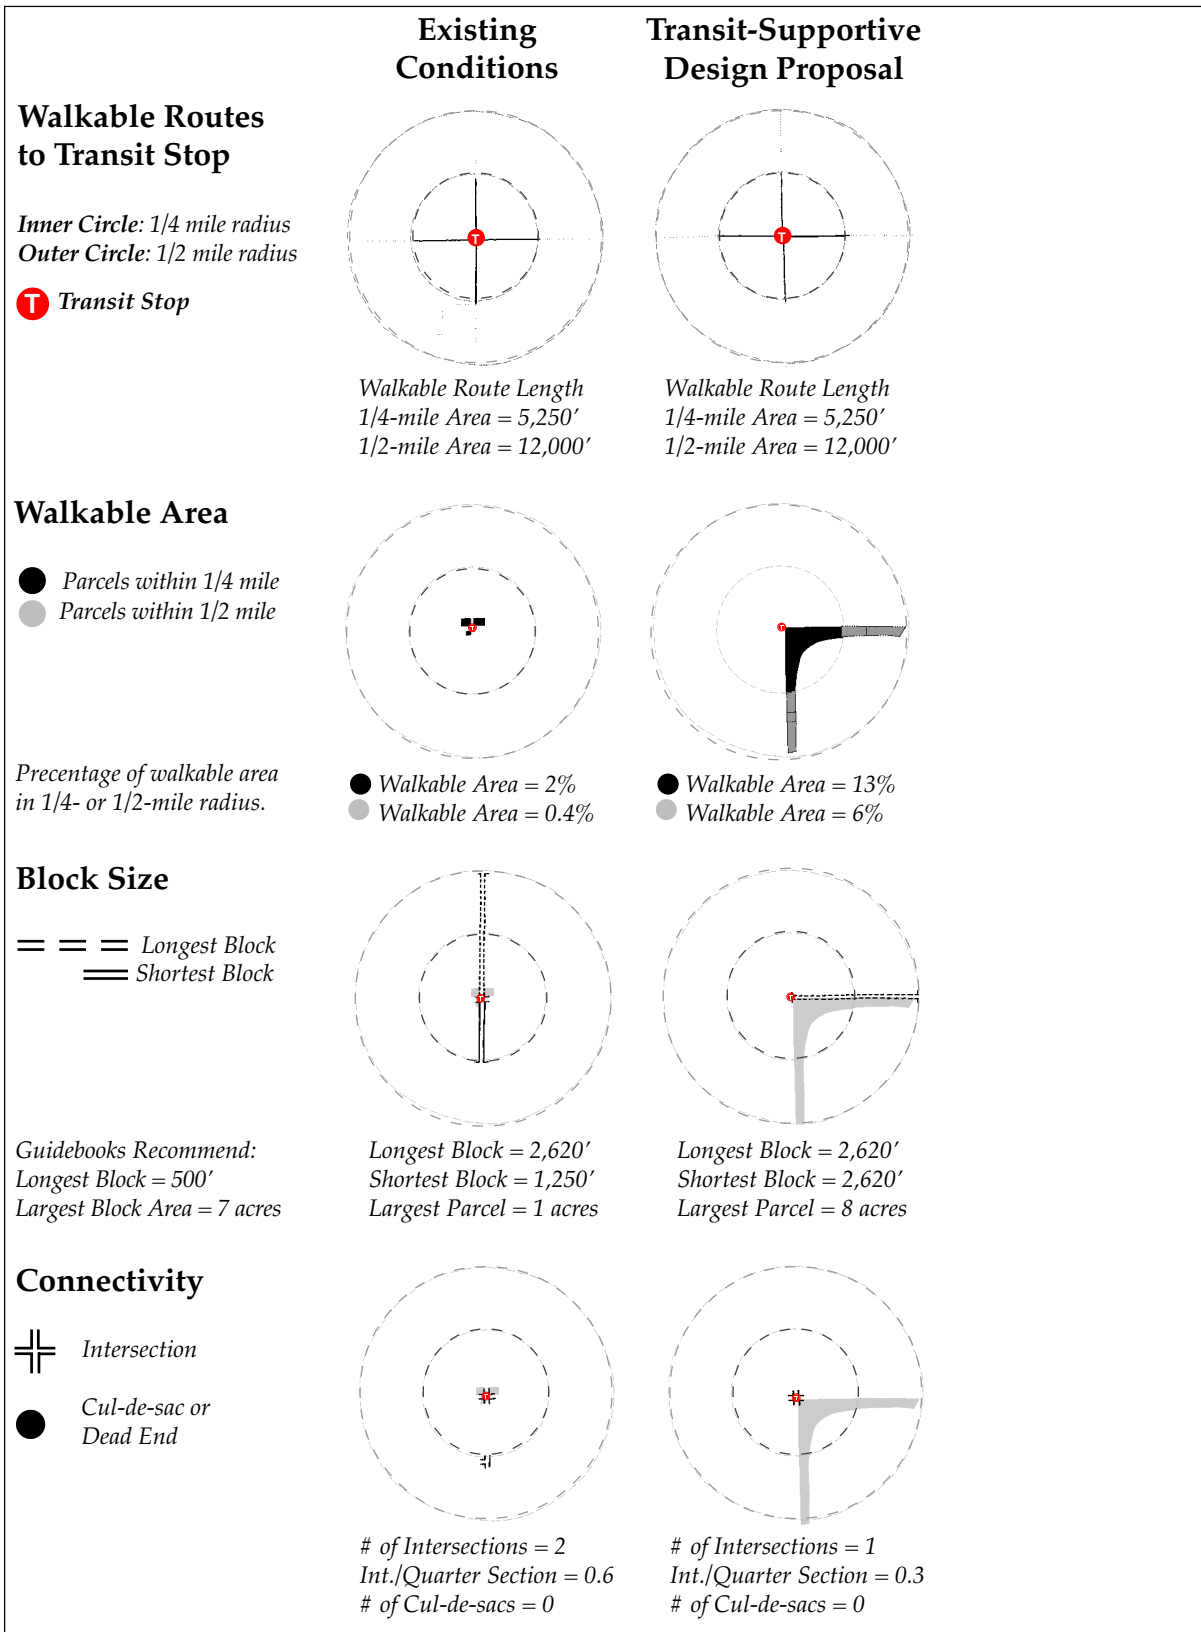 Existing
Conditions
Transit-Supportive
Design Proposal
Walkable Routes
to Transit Stop
Inner Circle: 1/4 mile radius
Outer Circle: 1/2 mile radius
T Transit Stop
T
T
Walkable Route Length
1/4-mile Area = 5,250'
1/2-mile Area = 12,000'
Walkable Route Length
1/4-mile Area = 5,250'
1/2-mile Area = 12,000'
Walkable Area
Parcels within 1/4 mile
Parcels within 1/2 mile
T
T
Precentage of walkable area
in 1/4- or 1/2-mile radius.
Walkable Area = 2%
Walkable Area = 0.4%
Walkable Area = 13%
Walkable Area = 6%
Block Size
Longest Block
Shortest Block
T
T
Guidebooks Recommend:
Longest Block = 500'
Largest Block Area = 7 acres
Longest Block = 2,620'
Shortest Block = 1,250'
Largest Parcel = 1 acres
Longest Block = 2,620'
Shortest Block = 2,620'
Largest Parcel = 8 acres
Connectivity
Intersection
Cul-de-sac or
Dead End
T
T
# of Intersections = 2
Int./Quarter Section = 0.6
# of Cul-de-sacs = 0
# of Intersections = 1
Int./Quarter Section = 0.3
# of Cul-de-sacs = 0